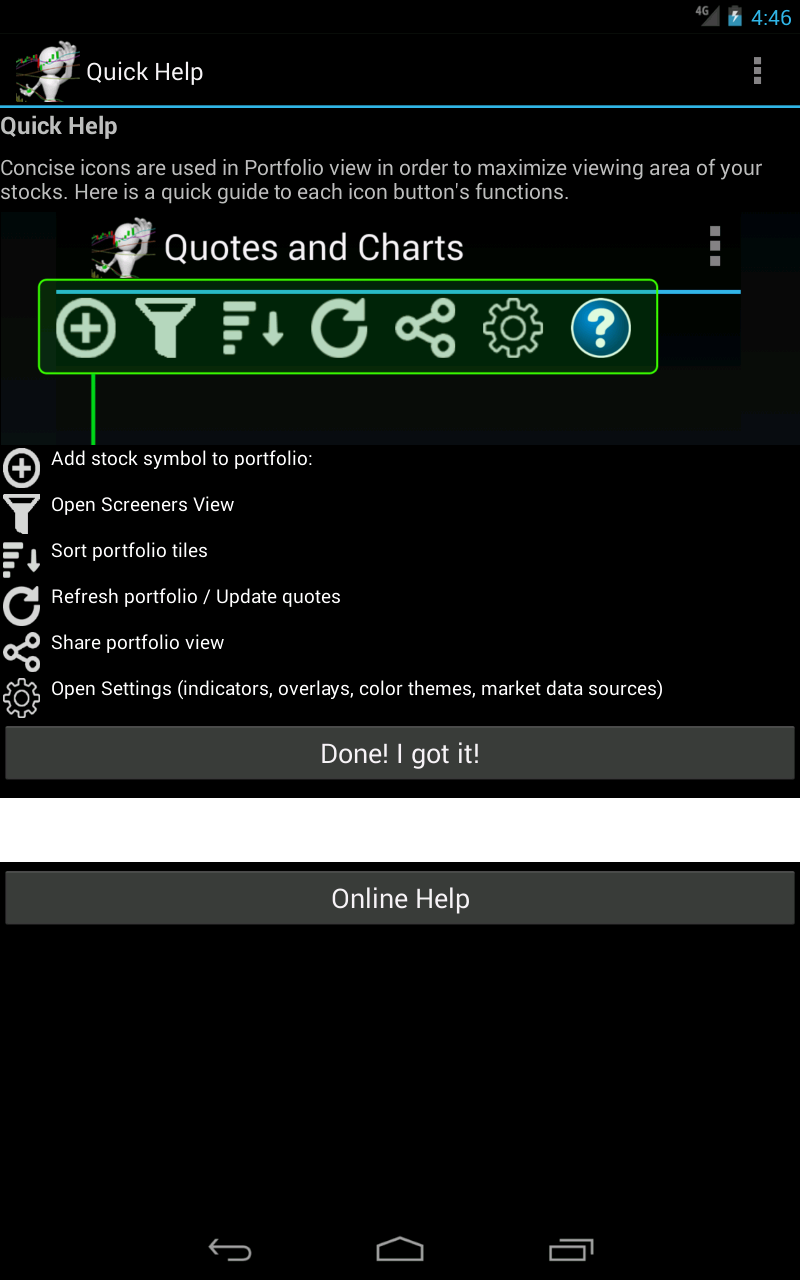 4G 4:46
Quick Help
Quick Help
Concise icons are used in Portfolio view in order to maximize viewing area of your
stocks. Here is a quick guide to each icon button's functions.
Quotes and Charts
?
Add stock symbol to portfolio:
Open Screeners View
Sort portfolio tiles
Refresh portfolio / Update quotes
Share portfolio view
Open Settings (indicators, overlays, color themes, market data sources)
Done! I got it!
Online Help